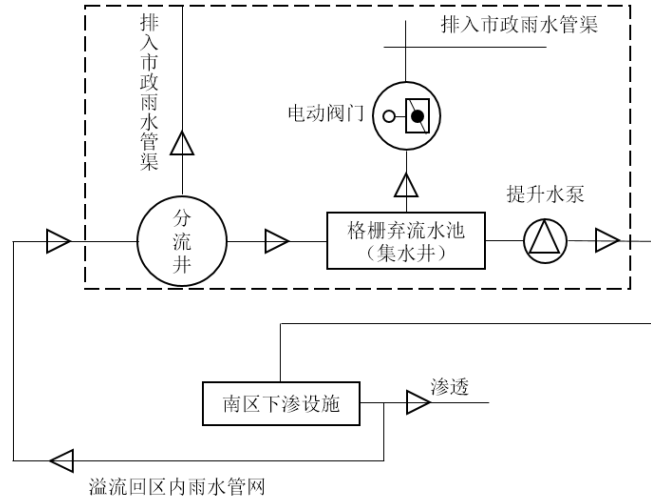 排入市政雨水管渠
排入市政雨水管渠
电动阀门
分流井
格栅弃流水池
（集水井）
提升水泵
南区下渗设施
渗透
溢流回区内雨水管网